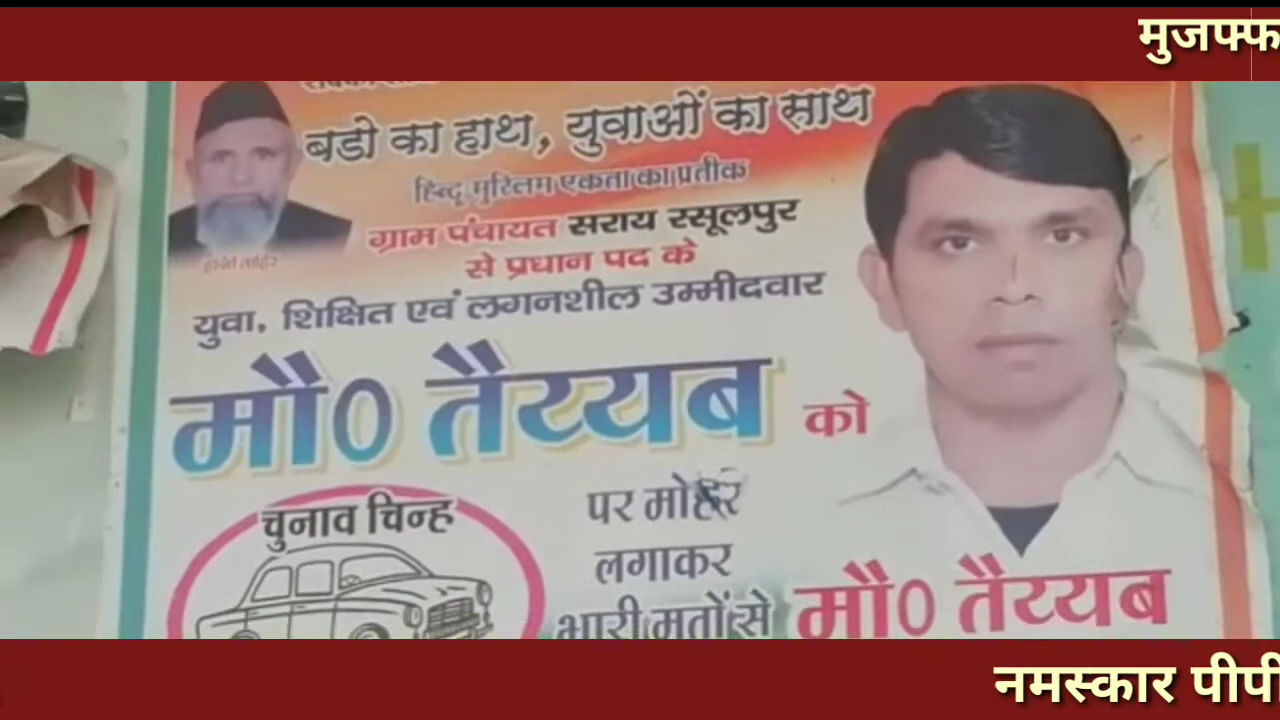 मुजफ्फ
बडो का हाथ, युवाओं का साथ
हिन्दू मुस्लिम एकता का प्रतीक
ग्राम पंचायत सराय रसूलपुर
से प्रधान पद के
युवा, शिक्षित एवं लगनशील उम्मीदवार
हाजी ताहिर
मौ0 तैय्यब को
चुनाव चिन्ह
पर मोहर
लगाकर
भारी मतों से मौ0 तैय्यब
नमस्कार पीपी